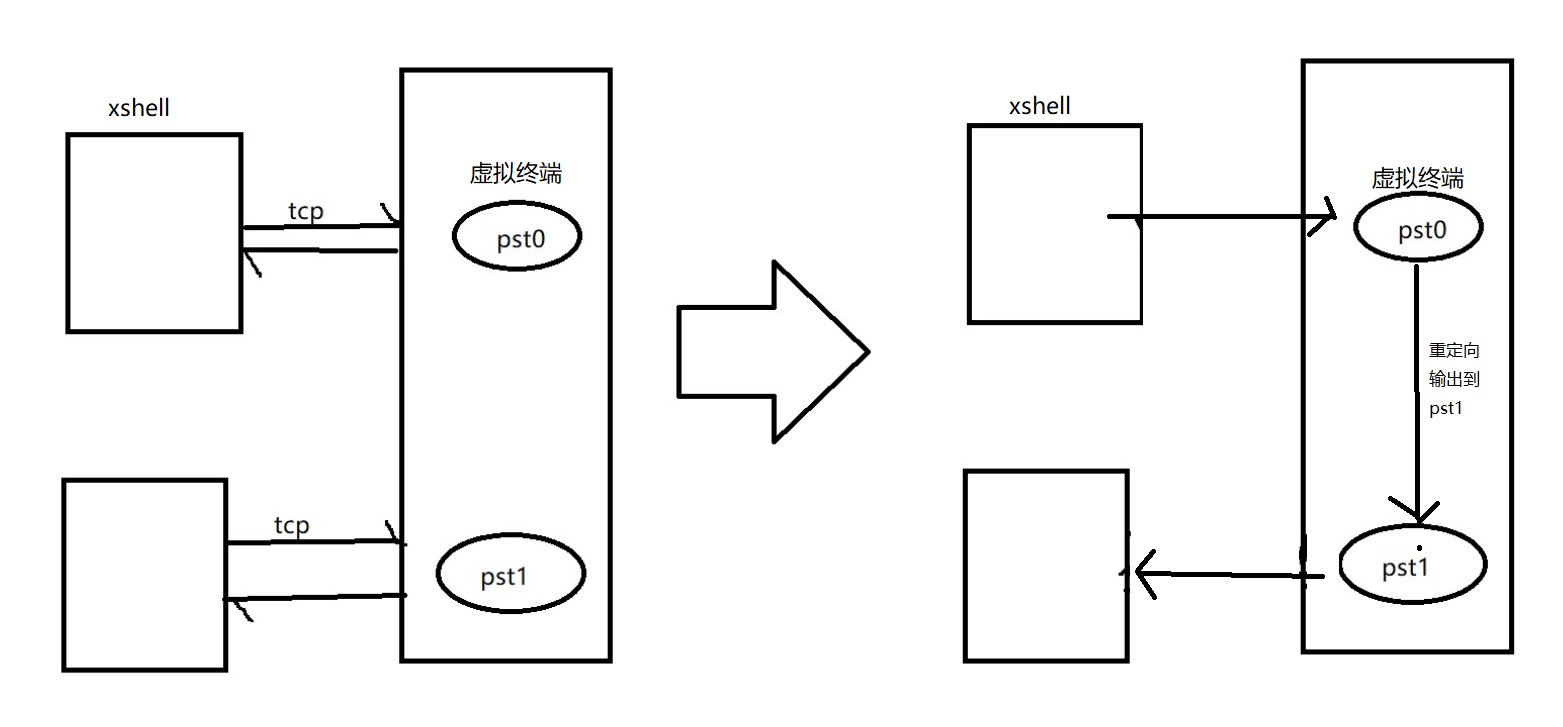 xshell
虚拟终端
tcp
pst0
tcp
pst1
xshell
虚拟终端
pst0
重定向
输出到
pst1
pst1